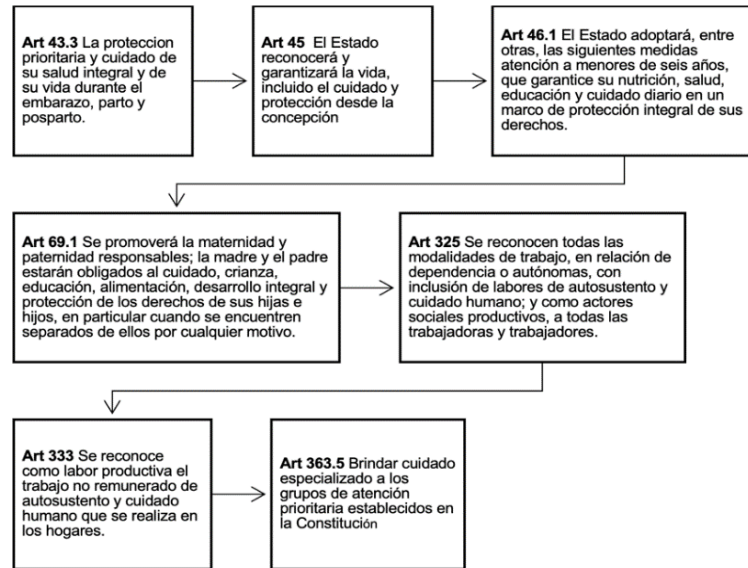 Art 43.3 La proteccion
prioritaria y cuidado de
su salud integral y de
su vida durante el
embarazo, parto y
posparto.
Art 45 El Estado
reconocerá y
garantizará la vida,
incluido el cuidado y
protección desde la
concepción
Art 46.1 El Estado adoptará, entre
otras, las siguientes medidas
atención a menores de seis años,
que garantice su nutrición, salud,
educación y cuidado diario en un
marco de protección integral de sus
derechos.
Art 69.1 Se promoverá la maternidad y
paternidad responsables; la madre y el padre
estarán obligados al cuidado, crianza,
educación, alimentación, desarrollo integral y
protección de los derechos de sus hijas e
hijos, en particular cuando se encuentren
separados de ellos por cualquier motivo.
Art 325 Se reconocen todas las
modalidades de trabajo, en relación de
dependencia o autónomas, con
inclusión de labores de autosustento y
cuidado humano; y como actores
sociales productivos, a todas las
trabajadoras y trabajadores.
Art 333 Se reconoce
como labor productiva el
trabajo no remunerado de
autosustento y cuidado
humano que se realiza en
los hogares.
Art 363.5 Brindar cuidado
especializado a los
grupos de atención
prioritaria establecidos en
la Constitución